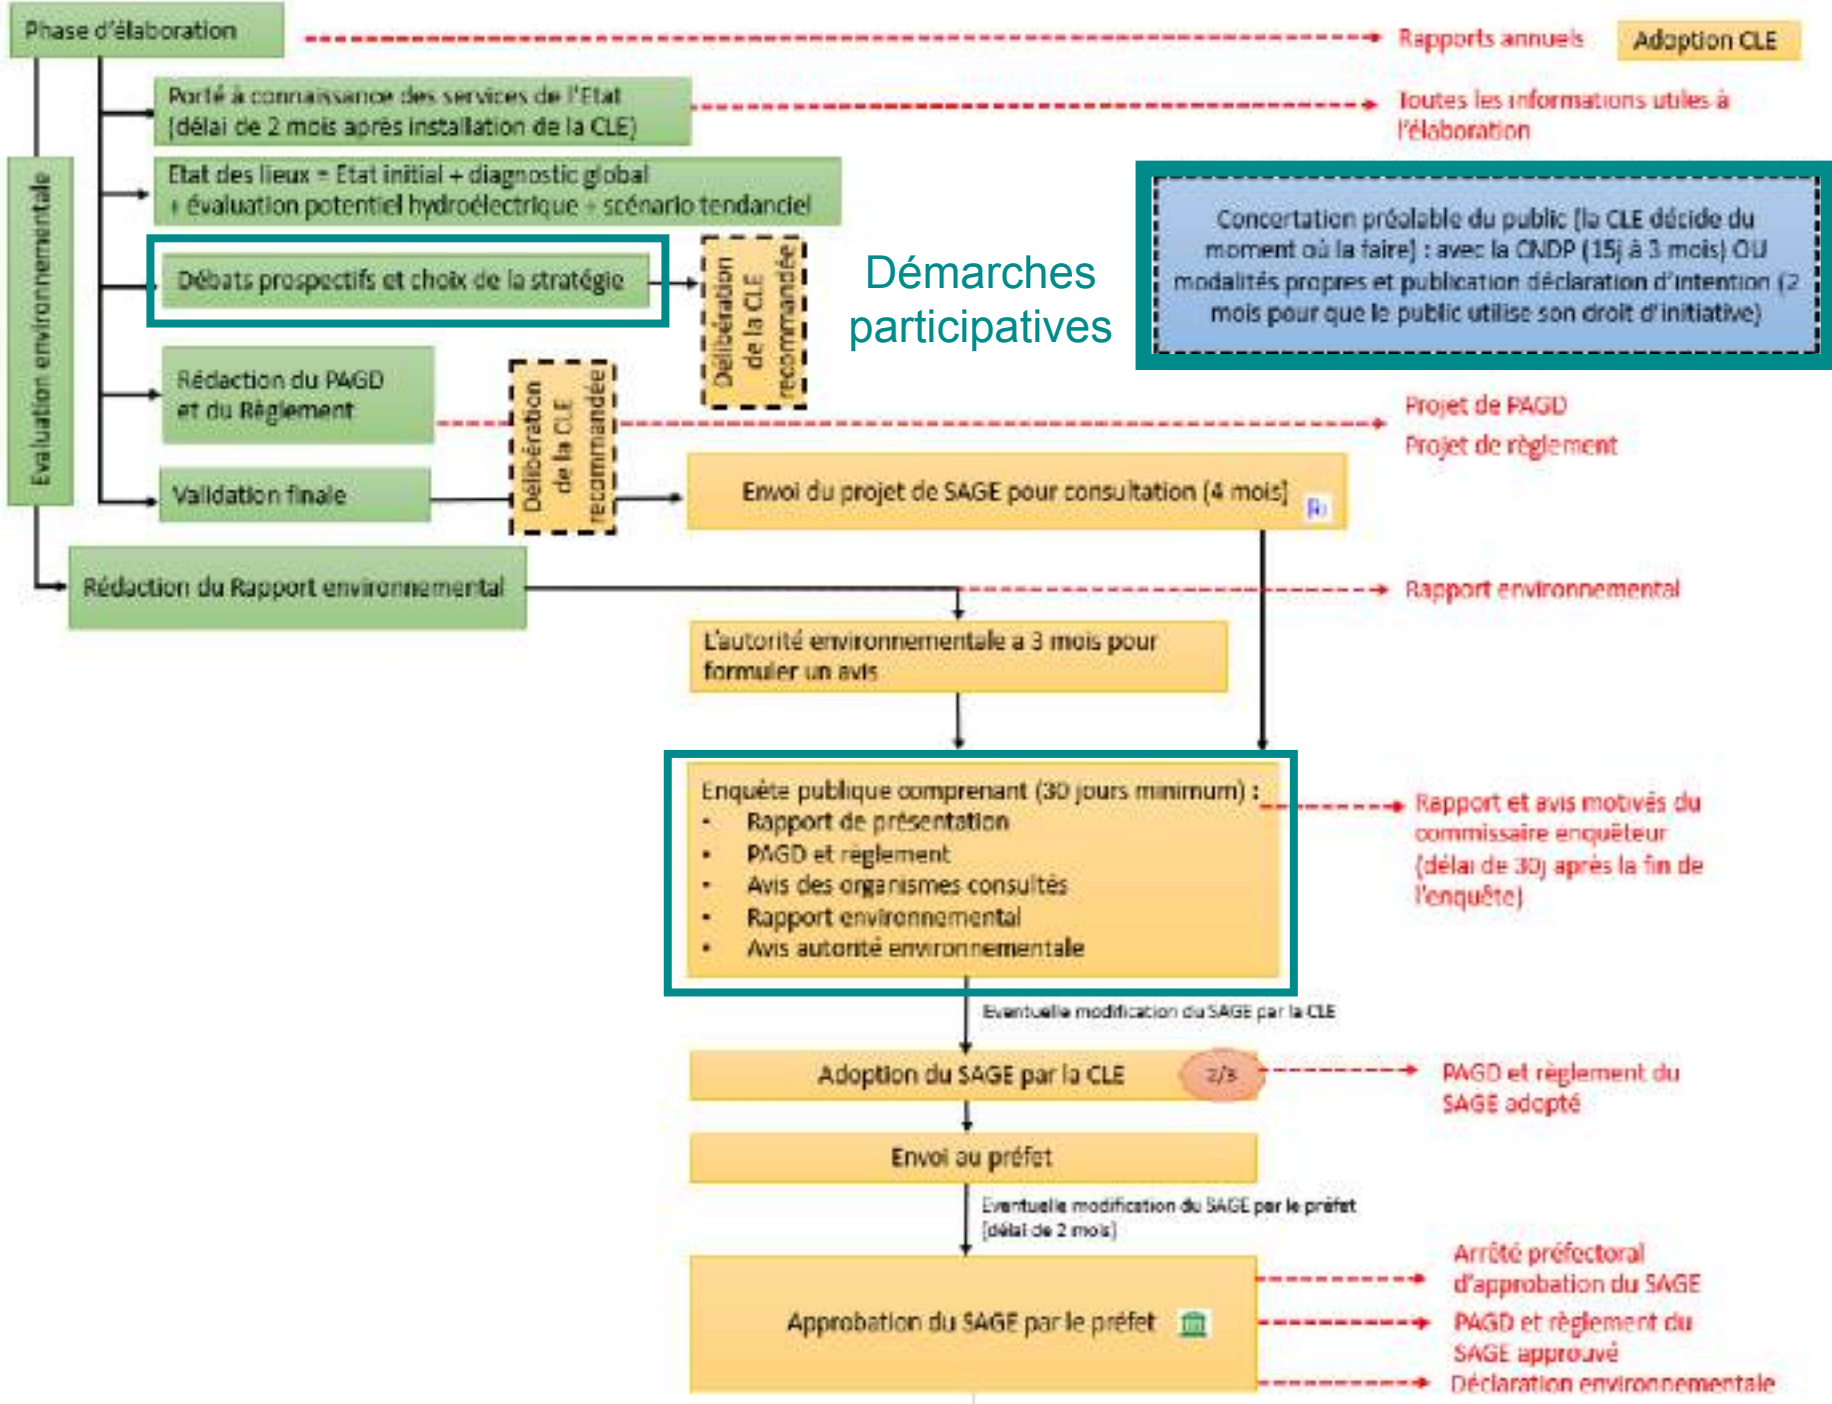 Phase d'élaboration
Rapports annuels
Adoption CLE
Porté à connaissance des services de l'Etat
(délai de 2 mois après installation de la CLE)
Toutes les informations utiles à
l'élaboration
Evaluation environnementale
Etat des lieux = Etat initial + diagnostic global
+ évaluation potentiel hydroélectrique + scénario tendanciel
Débats prospectifs et choix de la stratégie
Délibération
de la CLE
recommandée
Démarches
participatives
Concertation préalable du public (la CLE décide du
moment où la faire) : avec la CNDP (15j à 3 mois) OU
modalités propres et publication déclaration d'intention (2
mois pour que le public utilise son droit d'initiative)
Rédaction du PAGD
et du Règlement
Délibération
de la CLE
recommandée
Projet de PAGD
Projet de règlement
Validation finale
Envoi du projet de SAGE pour consultation (4 mois)
Rédaction du Rapport environnemental
Rapport environnemental
L'autorité environnementale a 3 mois pour
formuler un avis
Enquête publique comprenant (30 jours minimum) :
• Rapport de présentation
• PAGD et règlement
• Avis des organismes consultés
• Rapport environnemental
• Avis autorité environnementale
Rapport et avis motivés du
commissaire enquêteur
(délai de 30j après la fin de
l'enquête)
Eventuelle modification du SAGE par la CLE
Adoption du SAGE par la CLE
2/3
PAGD et règlement du
SAGE adopté
Envoi au préfet
Eventuelle modification du SAGE par le préfet
(délai de 2 mois)
Approbation du SAGE par le préfet
Arrêté préfectoral
d'approbation du SAGE
PAGD et règlement du
SAGE approuvé
Déclaration environnementale